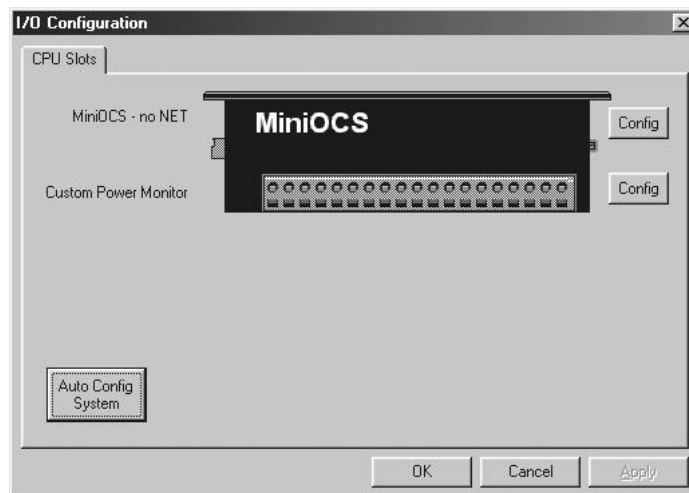 I/O Configuration
CPU Slots
MiniOCS - no NET
MiniOCS
Config
Custom Power Monitor
Config
Auto Config
System
OK
Cancel
Apply